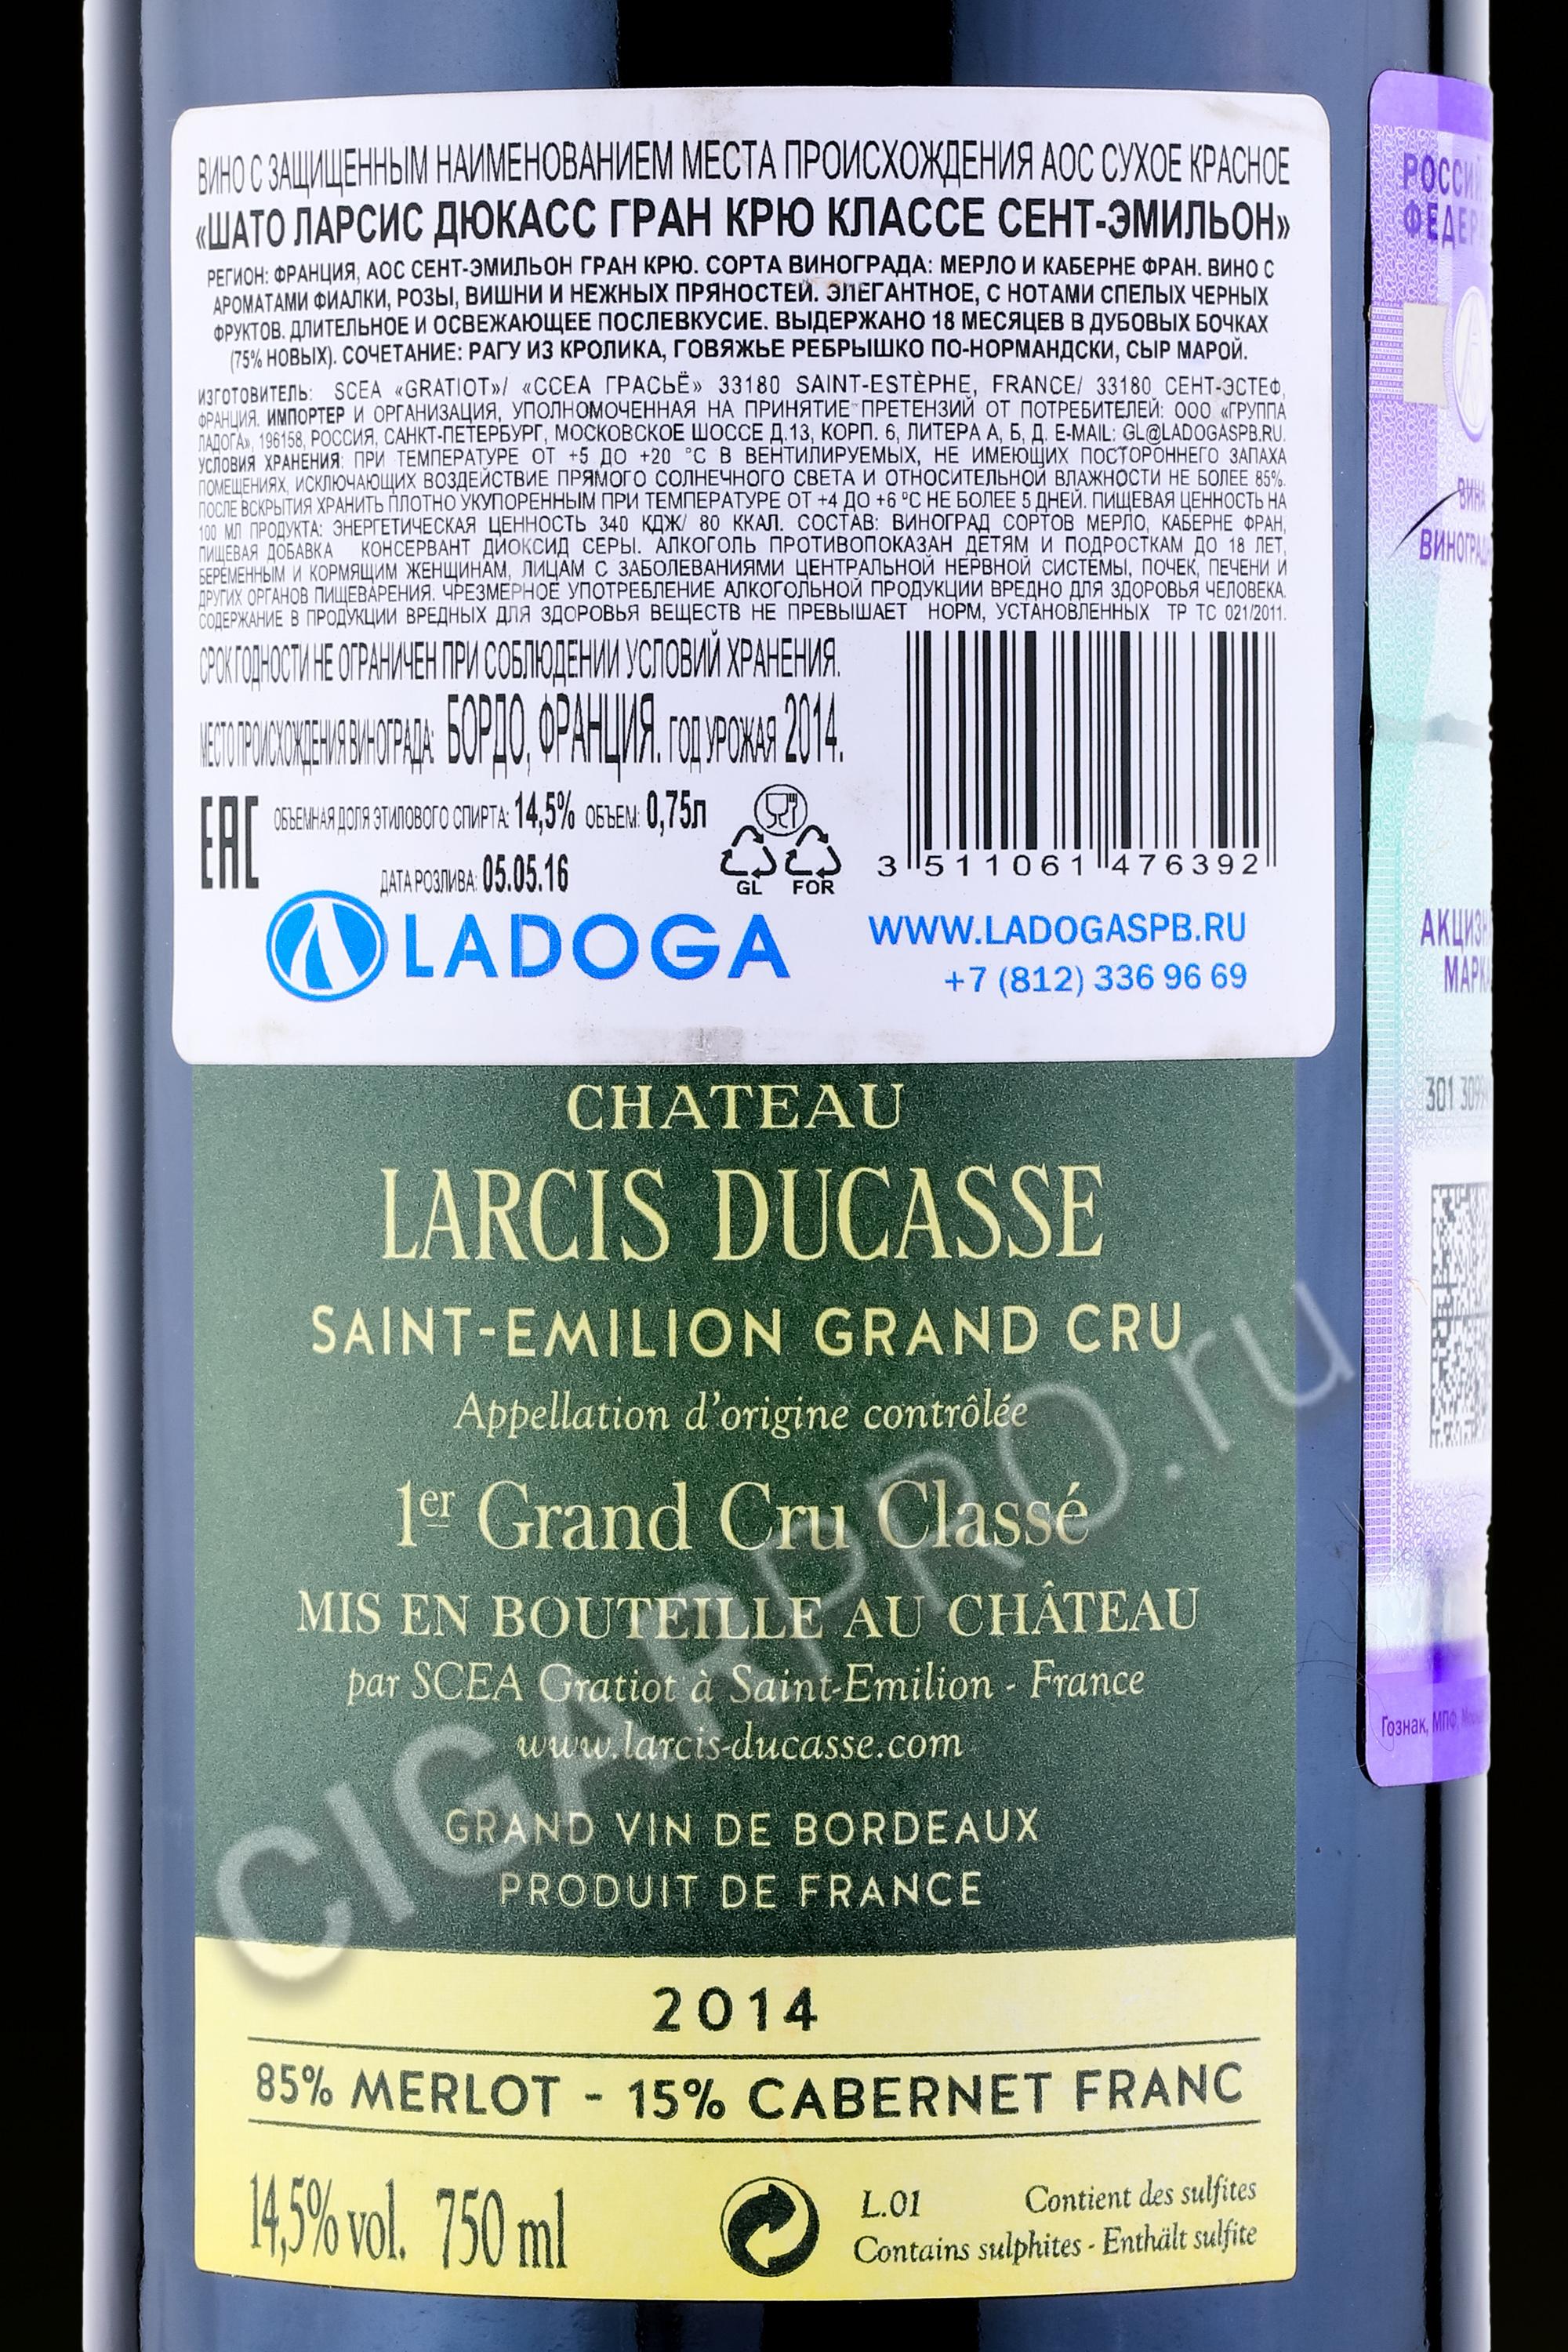 ВИНО С ЗАЩИЩЕННЫМ НАИМЕНОВАНИЕМ МЕСТА ПРОИСХОЖДЕНИЯ АОС СУХОЕ КРАСНОЕ
«ШАТО ЛАРСИС ДЮКАСС ГРАН КРЮ КЛАССЕ СЕНТ-ЭМИЛЬОН»
РЕГИОН: ФРАНЦИЯ, АОС СЕНТ-ЭМИЛЬОН ГРАН КРЮ. СОРТА ВИНОГРАДА: МЕРЛО И КАБЕРНЕ ФРАН. ВИНО С
АРОМАТАМИ ФИАЛКИ, РОЗЫ, ВИШНИ И НЕЖНЫХ ПРЯНОСТЕЙ. ЭЛЕГАНТНОЕ, С НОТАМИ СПЕЛЫХ ЧЕРНЫХ
ФРУКТОВ. ДЛИТЕЛЬНОЕ И ОСВЕЖАЮЩЕЕ ПОСЛЕВКУСИЕ. ВЫДЕРЖАНО 18 МЕСЯЦЕВ В ДУБОВЫХ БОЧКАХ
(75% НОВЫХ). СОЧЕТАНИЕ: РАГУ ИЗ КРОЛИКА, ГОВЯЖЬЕ РЕБРЫШКО ПО-НОРМАНДСКИ, СЫР МАРОЙ.
ИЗГОТОВИТЕЛЬ: SCEA «GRATIOT»/ «ССЕА ГРАСЬЁ» 33180 SAINT-ESTÈPHE, FRANCE/ 33180 СЕНТ-ЭСТЕФ,
ФРАНЦИЯ. ИМПОРТЕР И ОРГАНИЗАЦИЯ, УПОЛНОМОЧЕННАЯ НА ПРИНЯТИЕ ПРЕТЕНЗИЙ ОТ ПОТРЕБИТЕЛЕЙ: ООО «ГРУППА
ЛАДОГА», 196158, РОССИЯ, САНКТ-ПЕТЕРБУРГ, МОСКОВСКОЕ ШОССЕ Д.13, КОРП. 6, ЛИТЕРА А, Б, Д. E-MAIL: GL@LADOGASPB.RU.
УСЛОВИЯ ХРАНЕНИЯ: ПРИ ТЕМПЕРАТУРЕ ОТ +5 ДО +20 °С В ВЕНТИЛИРУЕМЫХ, НЕ ИМЕЮЩИХ ПОСТОРОННЕГО ЗАПАХА
ПОМЕЩЕНИЯХ, ИСКЛЮЧАЮЩИХ ВОЗДЕЙСТВИЕ ПРЯМОГО СОЛНЕЧНОГО СВЕТА И ОТНОСИТЕЛЬНОЙ ВЛАЖНОСТИ НЕ БОЛЕЕ 85%.
ПОСЛЕ ВСКРЫТИЯ ХРАНИТЬ ПЛОТНО УКУПОРЕННЫМ ПРИ ТЕМПЕРАТУРЕ ОТ +4 ДО +6 °С НЕ БОЛЕЕ 5 ДНЕЙ. ПИЩЕВАЯ ЦЕННОСТЬ НА
100 МЛ ПРОДУКТА: ЭНЕРГЕТИЧЕСКАЯ ЦЕННОСТЬ 340 КДЖ/ 80 ККАЛ. СОСТАВ: ВИНОГРАД СОРТОВ МЕРЛО, КАБЕРНЕ ФРАН,
ПИЩЕВАЯ ДОБАВКА КОНСЕРВАНТ ДИОКСИД СЕРЫ. АЛКОГОЛЬ ПРОТИВОПОКАЗАН ДЕТЯМ И ПОДРОСТКАМ ДО 18 ЛЕТ,
БЕРЕМЕННЫМ И КОРМЯЩИМ ЖЕНЩИНАМ, ЛИЦАМ С ЗАБОЛЕВАНИЯМИ ЦЕНТРАЛЬНОЙ НЕРВНОЙ СИСТЕМЫ, ПОЧЕК, ПЕЧЕНИ И
ДРУГИХ ОРГАНОВ ПИЩЕВАРЕНИЯ. ЧРЕЗМЕРНОЕ УПОТРЕБЛЕНИЕ АЛКОГОЛЬНОЙ ПРОДУКЦИИ ВРЕДНО ДЛЯ ЗДОРОВЬЯ ЧЕЛОВЕКА.
СОДЕРЖАНИЕ В ПРОДУКЦИИ ВРЕДНЫХ ДЛЯ ЗДОРОВЬЯ ВЕЩЕСТВ НЕ ПРЕВЫШАЕТ НОРМ, УСТАНОВЛЕННЫХ ТР ТС 021/2011.
СРОК ГОДНОСТИ НЕ ОГРАНИЧЕН ПРИ СОБЛЮДЕНИИ УСЛОВИЙ ХРАНЕНИЯ.
МЕСТО ПРОИСХОЖДЕНИЯ ВИНОГРАДА: БОРДО, ФРАНЦИЯ. ГОД УРОЖАЯ 2014.
ЕАС ОБЪЕМНАЯ ДОЛЯ ЭТИЛОВОГО СПИРТА: 14,5% ОБЪЕМ: 0,75л
ДАТА РОЗЛИВА: 05.05.16
GL FOR
3 511061 476392
LADOGA
WWW.LADOGASPB.RU
+7 (812) 336 96 69
CHATEAU
LARCIS DUCASSE
SAINT-EMILION GRAND CRU
Appellation d'origine contrôlée
1er Grand Cru Classé
MIS EN BOUTEILLE AU CHÂTEAU
par SCEA Gratiot à Saint-Emilion - France
www.larcis-ducasse.com
GRAND VIN DE BORDEAUX
PRODUIT DE FRANCE
2014
85% MERLOT - 15% CABERNET FRANC
14,5% vol. 750 ml
L.01 Contient des sulfites
Contains sulphites - Enthält sulfite
CIGARPRO.ru
РОССИЙ
ФЕДЕР
ВИНА
ВИНОГРАД
АКЦИЗН
МАРКА
301 309
Гознак, МПФ,